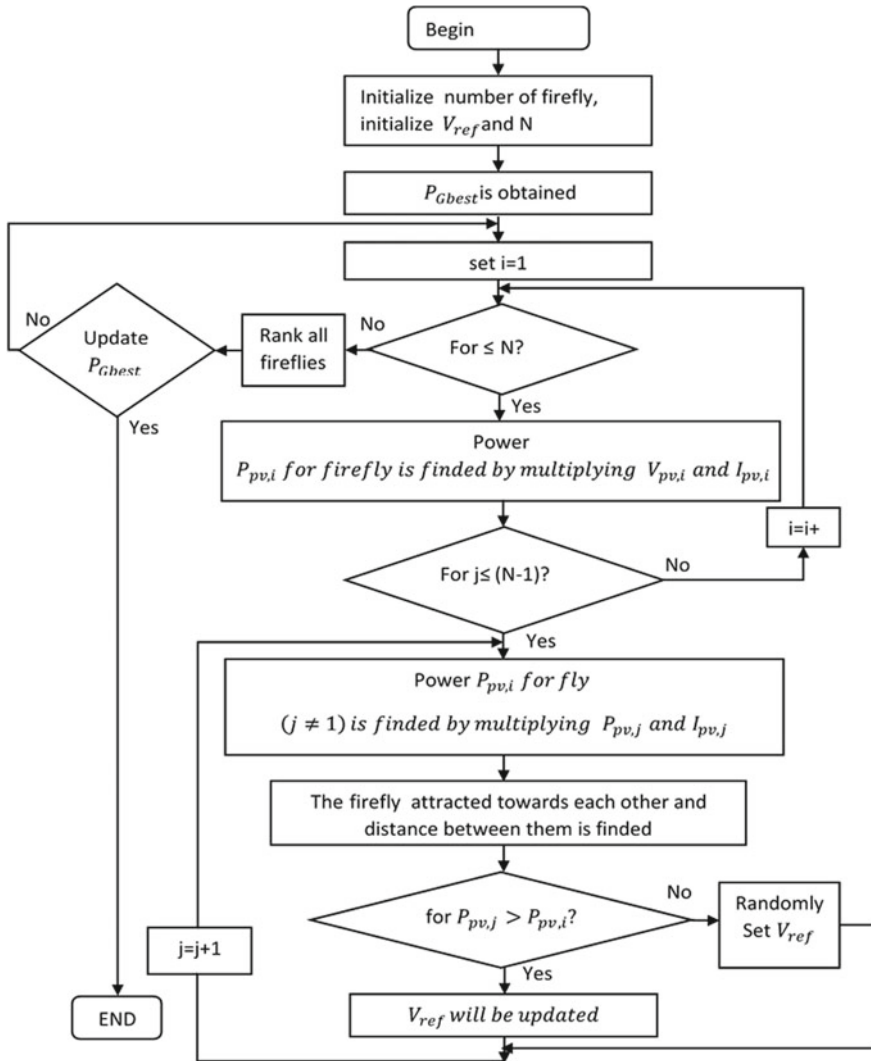 Begin
Initialize number of firefly,
initialize V_ref and N
P_Gbest is obtained
set i=1
No
Update
P_Gbest
Yes
Rank all
fireflies
No
For ≤ N?
Yes
Power
P_pv,i for firefly is finded by multiplying V_pv,i and I_pv,i
i=i+
For j≤ (N-1)?
No
Yes
Power P_pv,i for fly
(j ≠ 1) is finded by multiplying P_pv,j and I_pv,j
The firefly attracted towards each other and
distance between them is finded
for P_pv,j > P_pv,i?
No
Randomly
Set V_ref
j=j+1
Yes
V_ref will be updated
END